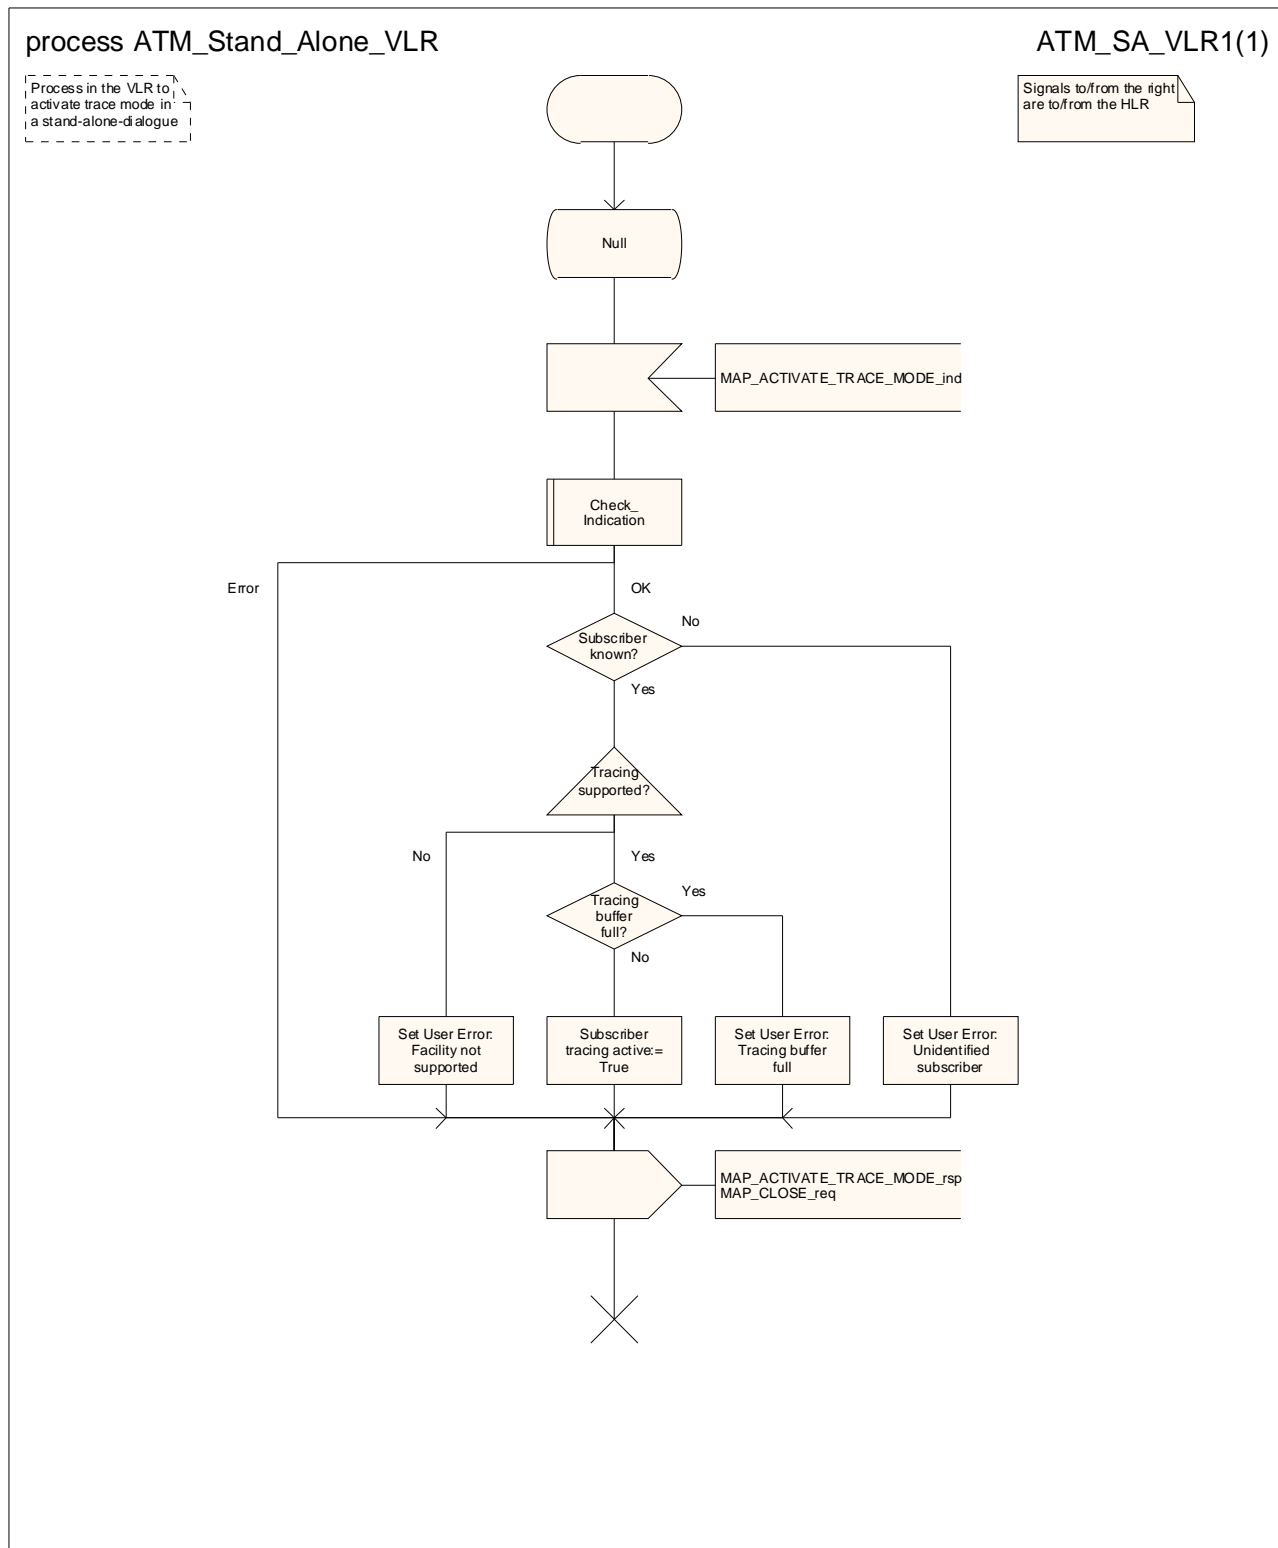 process ATM_Stand_Alone_VLR
ATM_SA_VLR1(1)
Process in the VLR to
activate trace mode in
a stand-alone-dialogue
Signals to/from the right
are to/from the HLR
Null
MAP_ACTIVATE_TRACE_MODE_ind
Check_
Indication
Error
OK
No
Subscriber
known?
Yes
Tracing
supported?
No
Yes
Yes
Tracing
buffer
full?
No
Set User Error:
Facility not
supported
Subscriber
tracing active:=
True
Set User Error:
Tracing buffer
full
Set User Error:
Unidentified
subscriber
MAP_ACTIVATE_TRACE_MODE_rsp
MAP_CLOSE_req